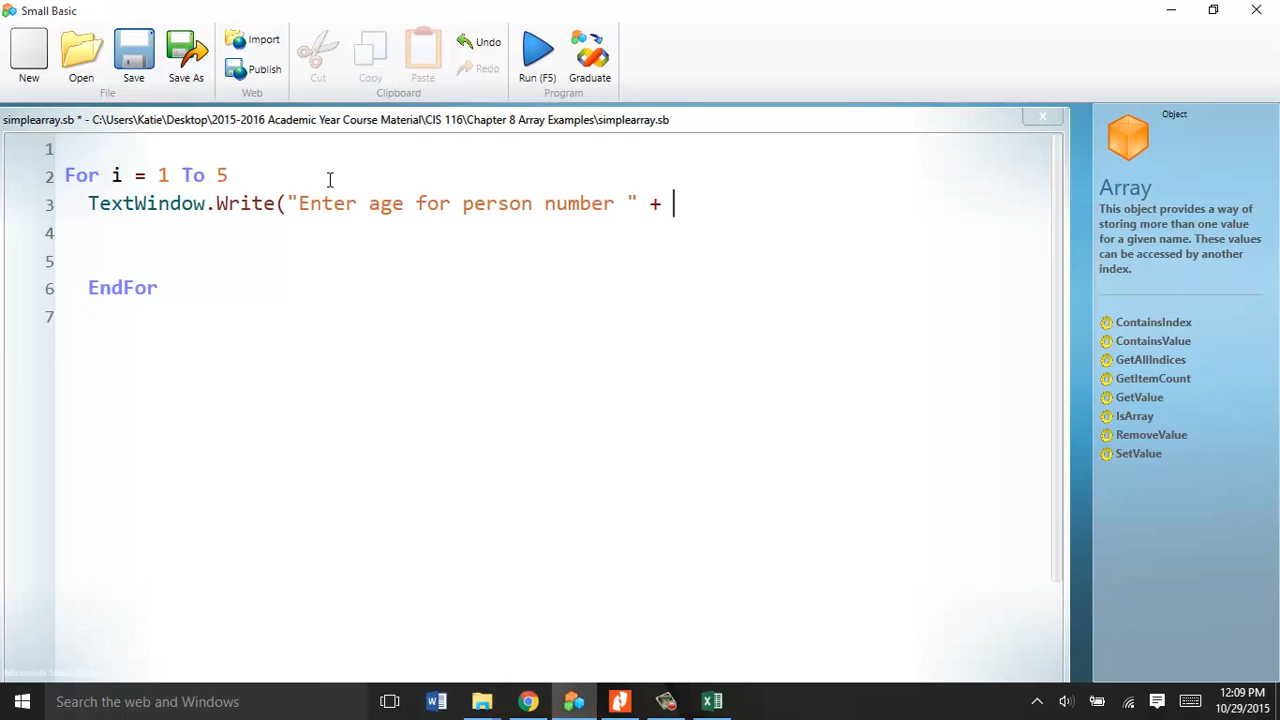 Small Basic
New
Open
Save
Save As
Import
Publish
Cut
Copy
Paste
Undo
Redo
Run (F5)
Graduate
File
Web
Clipboard
Program
simplearray.sb * - C:\Users\Katie\Desktop\2015-2016 Academic Year Course Material\CIS 116\Chapter 8 Array Examples\simplearray.sb
x
1
2 For i = 1 To 5
3 TextWindow.Write("Enter age for person number " +
4
5
6 EndFor
7
Object
Array
This object provides a way of
storing more than one value
for a given name. These values
can be accessed by another
index.
ContainsIndex
ContainsValue
GetAllIndices
GetItemCount
GetValue
IsArray
RemoveValue
SetValue
Search the web and Windows
12:09 PM
10/29/2015